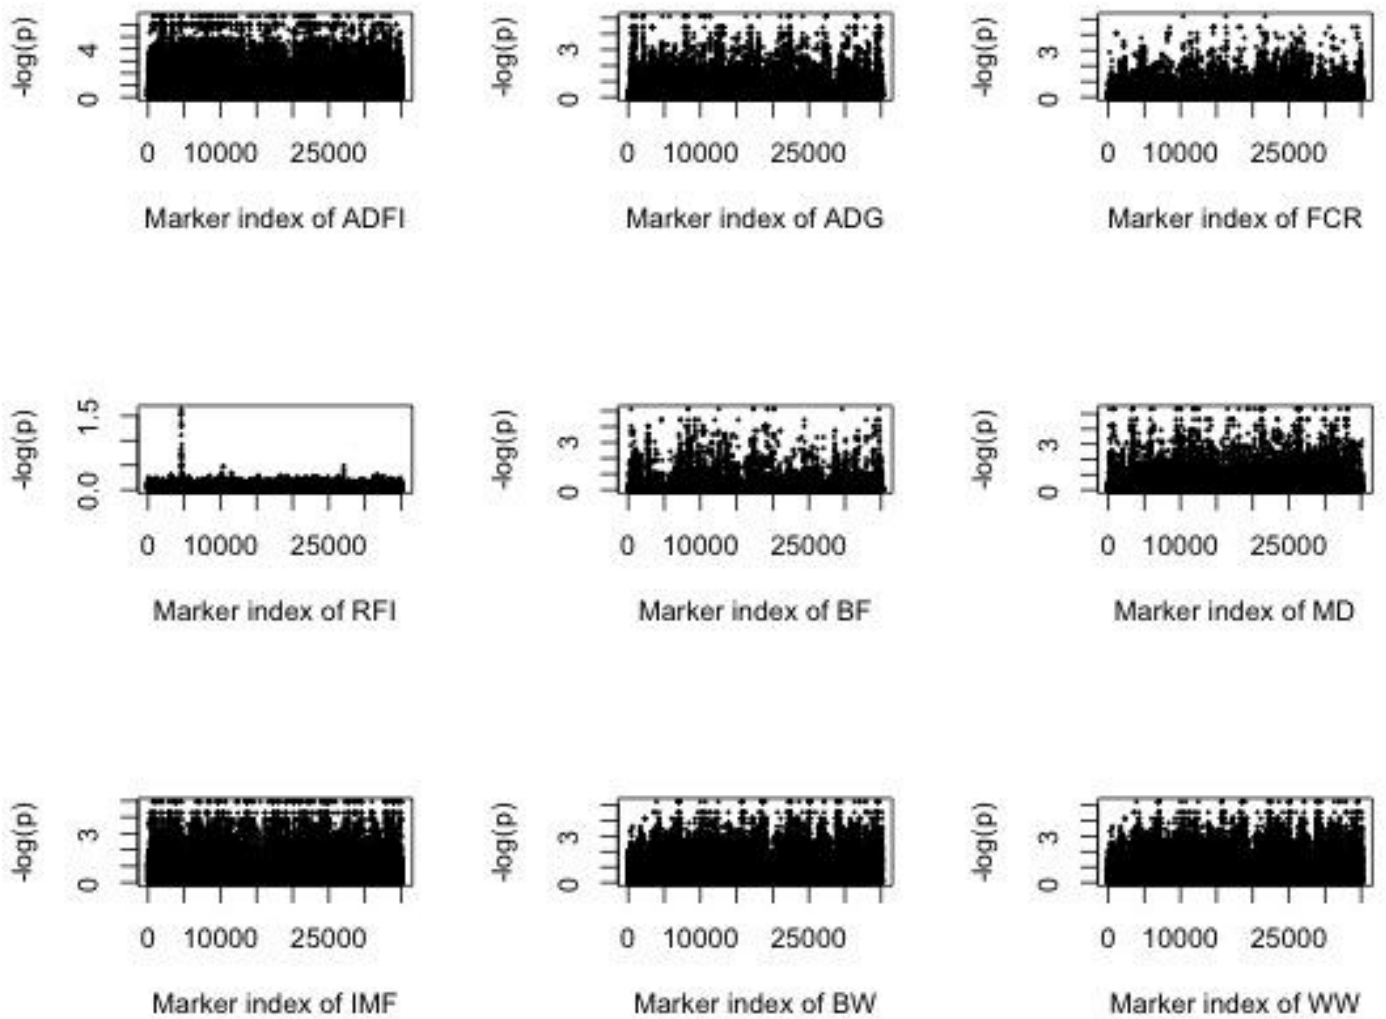 -log(p)
4
0
0 10000 25000
Marker index of ADFI
-log(p)
3
0
0 10000 25000
Marker index of ADG
-log(p)
3
0
0 10000 25000
Marker index of FCR
-log(p)
1.5
0.0
0 10000 25000
Marker index of RFI
-log(p)
3
0
0 10000 25000
Marker index of BF
-log(p)
3
0
0 10000 25000
Marker index of MD
-log(p)
3
0
0 10000 25000
Marker index of IMF
-log(p)
3
0
0 10000 25000
Marker index of BW
-log(p)
3
0
0 10000 25000
Marker index of WW